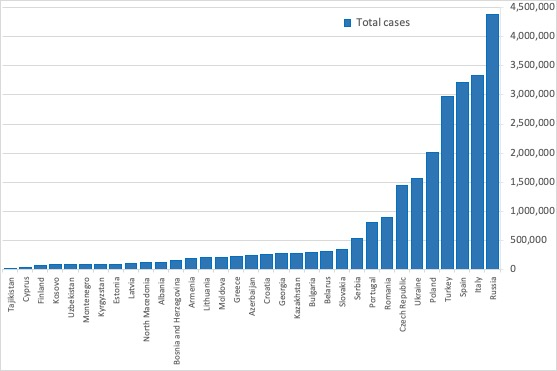 Total cases
4,500,000
4,000,000
3,500,000
3,000,000
2,500,000
2,000,000
1,500,000
1,000,000
500,000
0
Tajikistan
Cyprus
Finland
Kosovo
Uzbekistan
Montenegro
Kyrgyzstan
Estonia
Latvia
North Macedonia
Albania
Bosnia and Herzegovina
Armenia
Lithuania
Moldova
Greece
Azerbaijan
Georgia
Kazakhstan
Bulgaria
Belarus
Slovakia
Serbia
Portugal
Romania
Czech Republic
Ukraine
Poland
Turkey
Spain
Italy
Russia